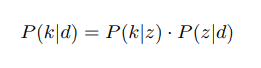 P(k|d) = P(k|z) · P(z|d)